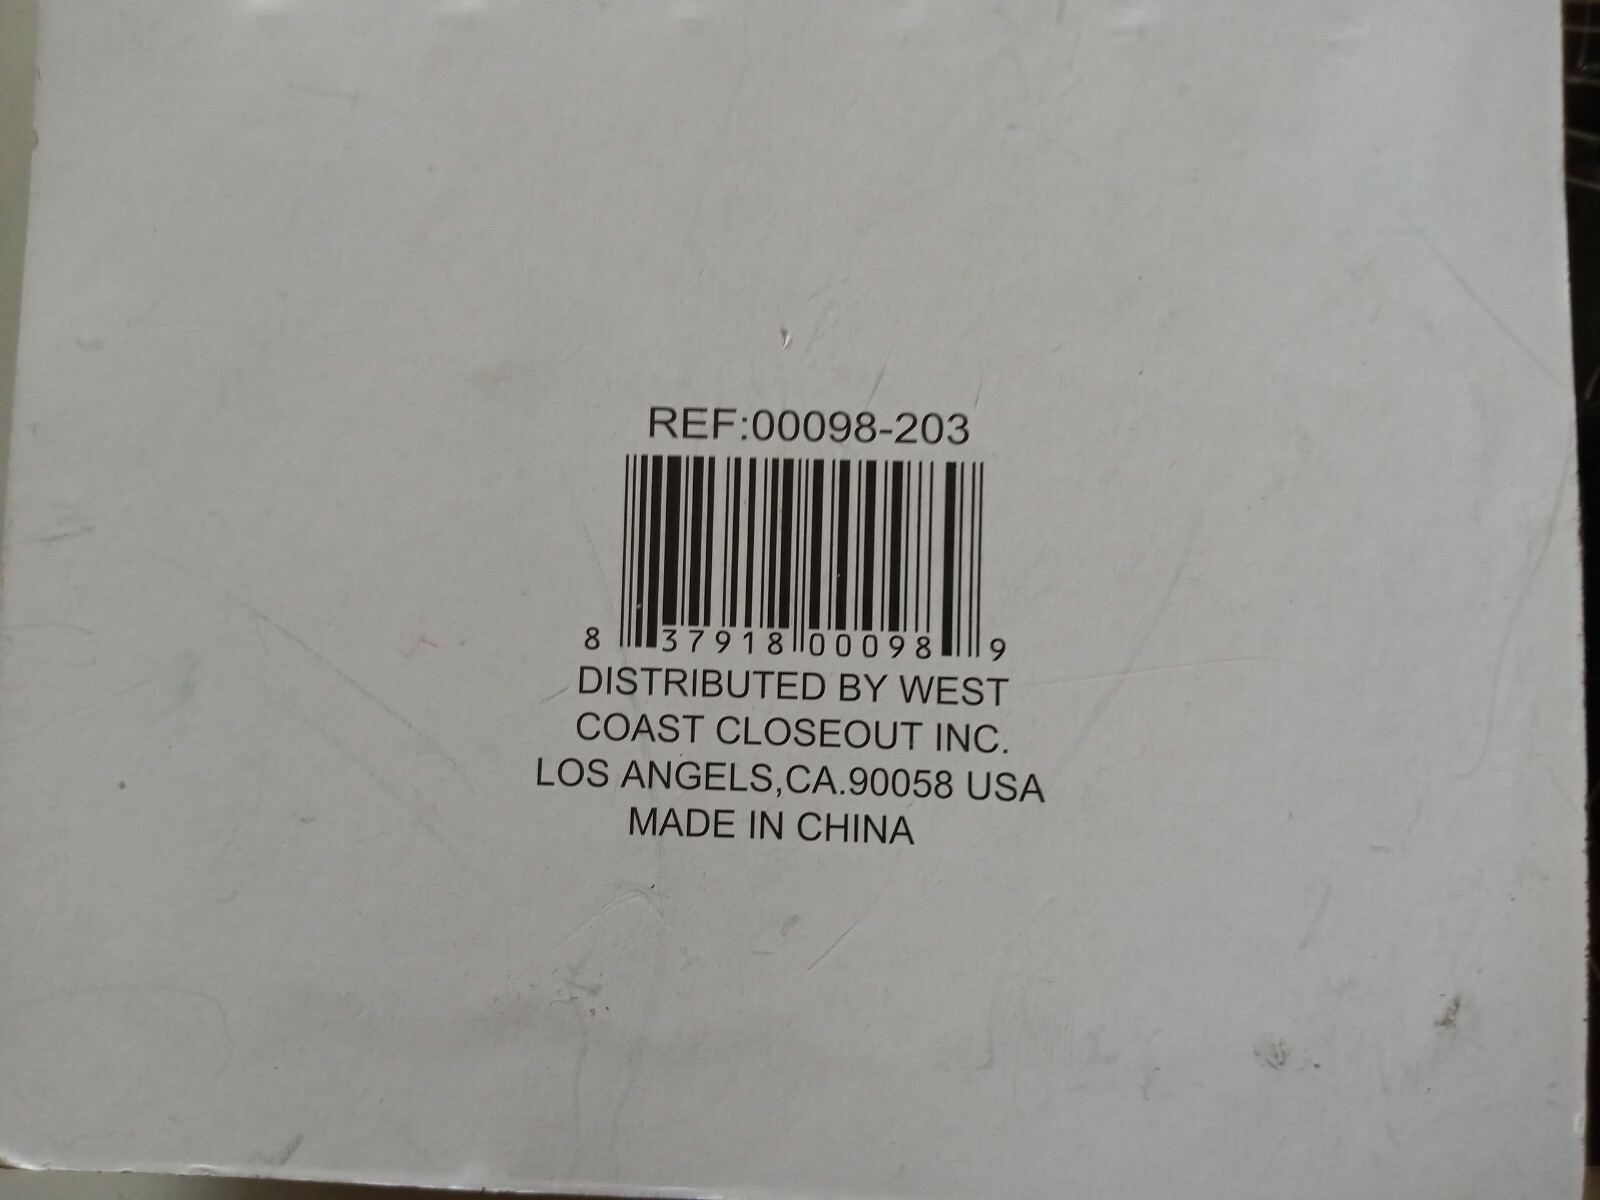 REF:00098-203
8 37918 00098 9
DISTRIBUTED BY WEST
COAST CLOSEOUT INC.
LOS ANGELS,CA.90058 USA
MADE IN CHINA